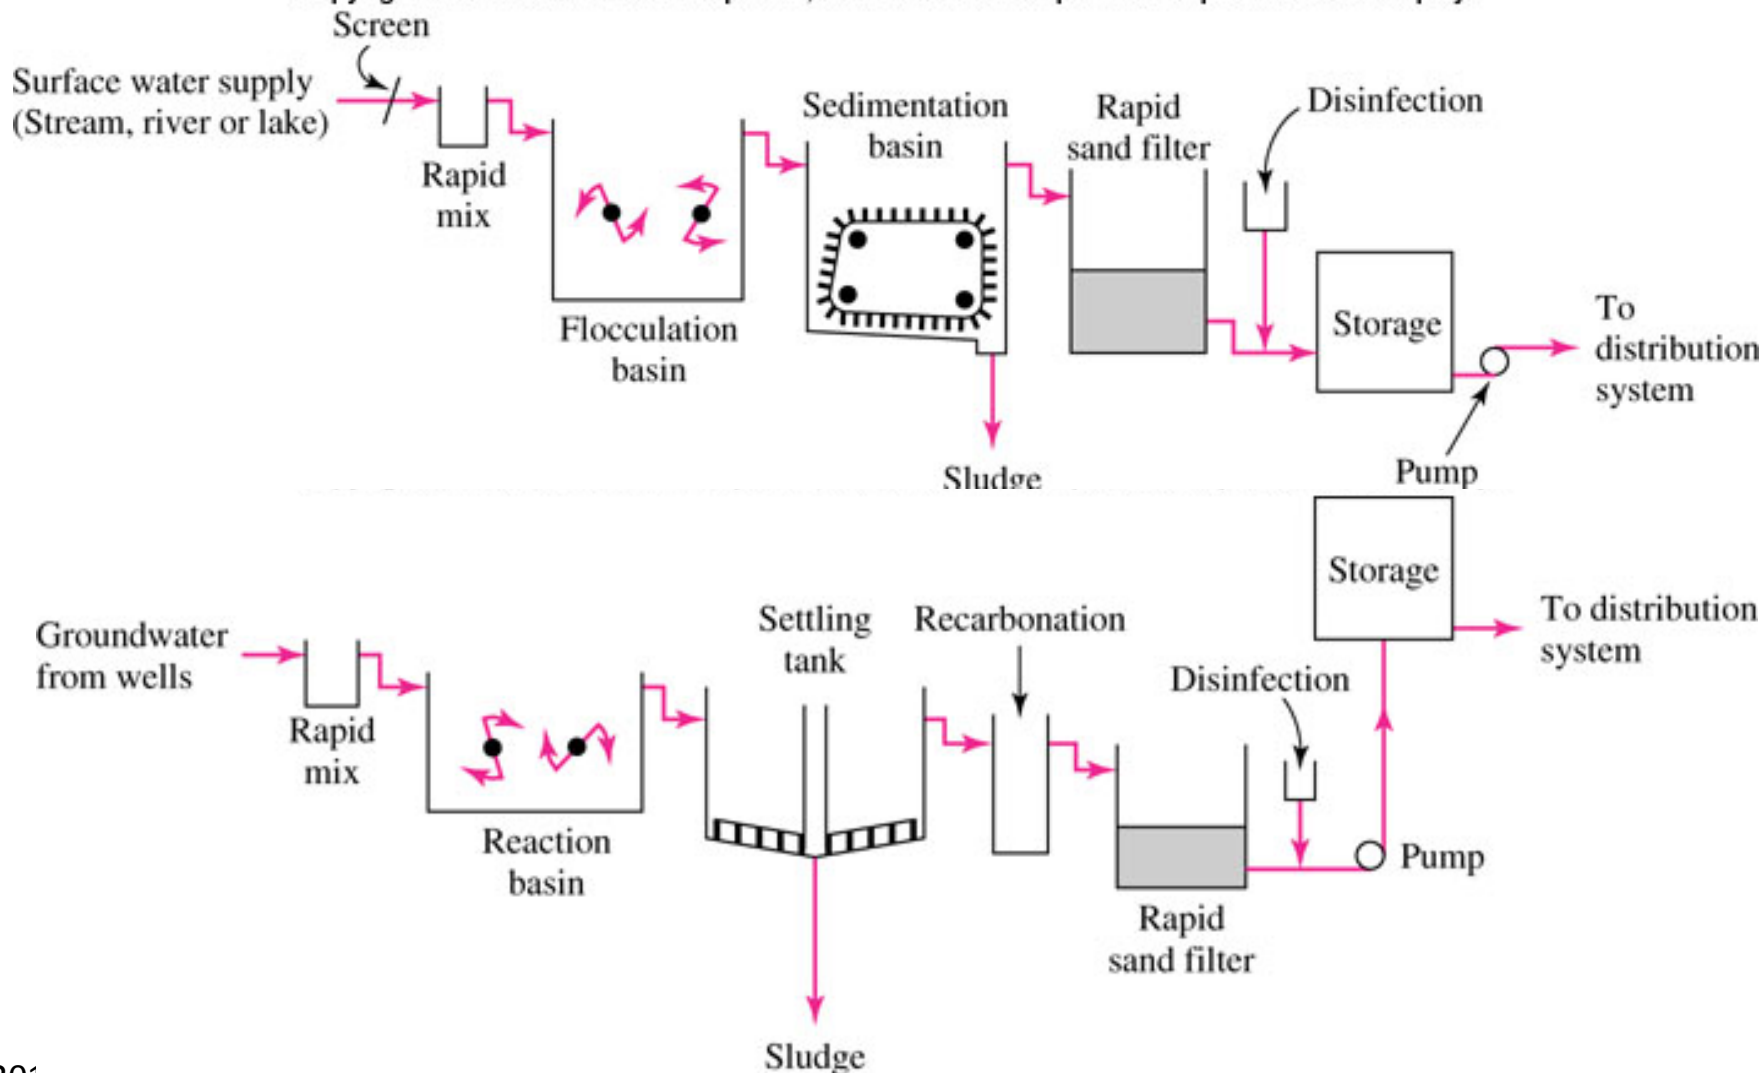 Screen
Surface water supply
(Stream, river or lake)
Rapid
mix
Flocculation
basin
Sedimentation
basin
Sludge
Rapid
sand filter
Disinfection
Storage
Pump
To
distribution
system
Groundwater
from wells
Rapid
mix
Reaction
basin
Settling
tank
Sludge
Recarbonation
Rapid
sand filter
Disinfection
Pump
Storage
To distribution
system